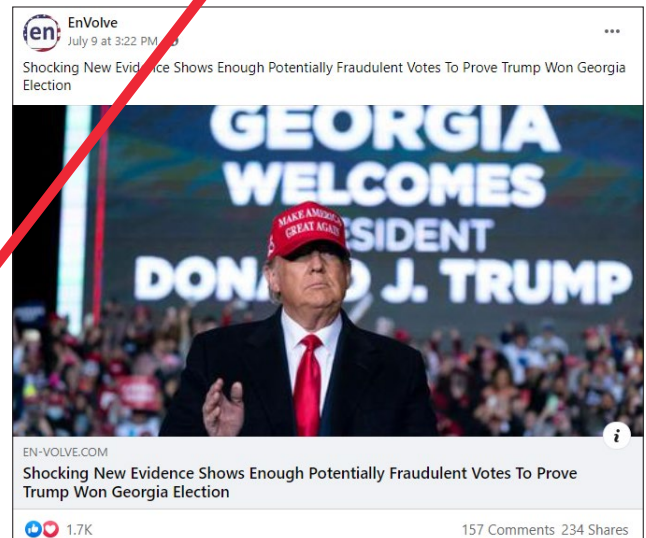 en
EnVolve
July 9 at 3:22 PM
Shocking New Evidence Shows Enough Potentially Fraudulent Votes To Prove Trump Won Georgia
Election
GEORGIA
WELCOMES
SIDENT
DON D J. TRUMP
MAKE AMERICA
GREAT AGAIN
EN-VOLVE.COM
Shocking New Evidence Shows Enough Potentially Fraudulent Votes To Prove
Trump Won Georgia Election
1.7K
157 Comments 234 Shares